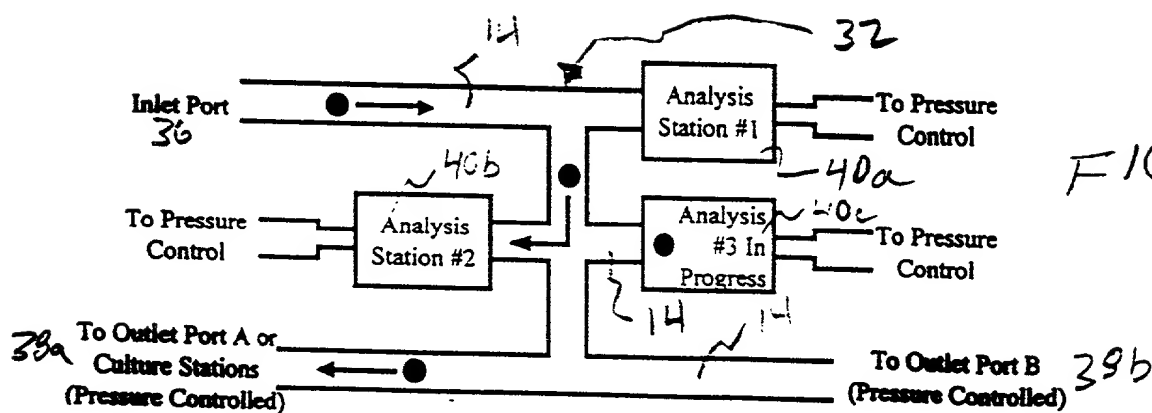 14
32
Inlet Port
36
Analysis
Station #1
To Pressure
Control
40a
40b
To Pressure
Control
Analysis
Station #2
Analysis
#3 In
Progress
40c
To Pressure
Control
14
14
38a
To Outlet Port A or
Culture Stations
(Pressure Controlled)
To Outlet Port B
(Pressure Controlled)
38b